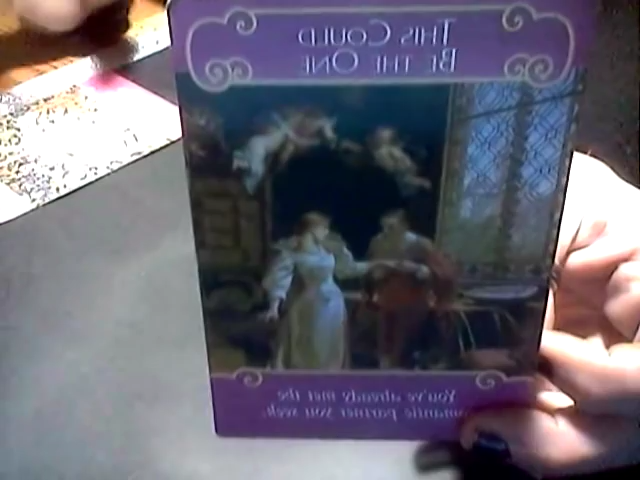 THIS COULD
BE THE ONE
You've already met the
romantic partner you seek.